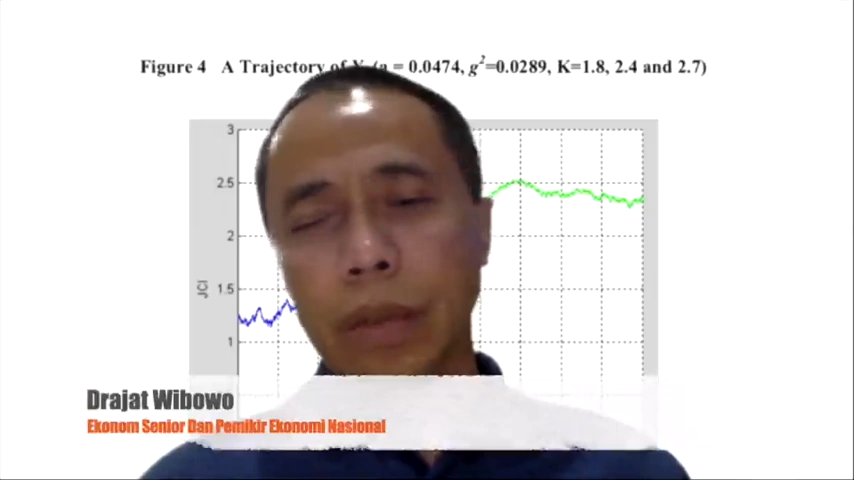 Figure 4 A Trajectory of = 0.0474, g²=0.0289, K=1.8, 2.4 and 2.7)
3
2.5
2
JCI
1.5
1
Drajat Wibowo
Ekonom Senior Dan Pemikir Ekonomi Nasional